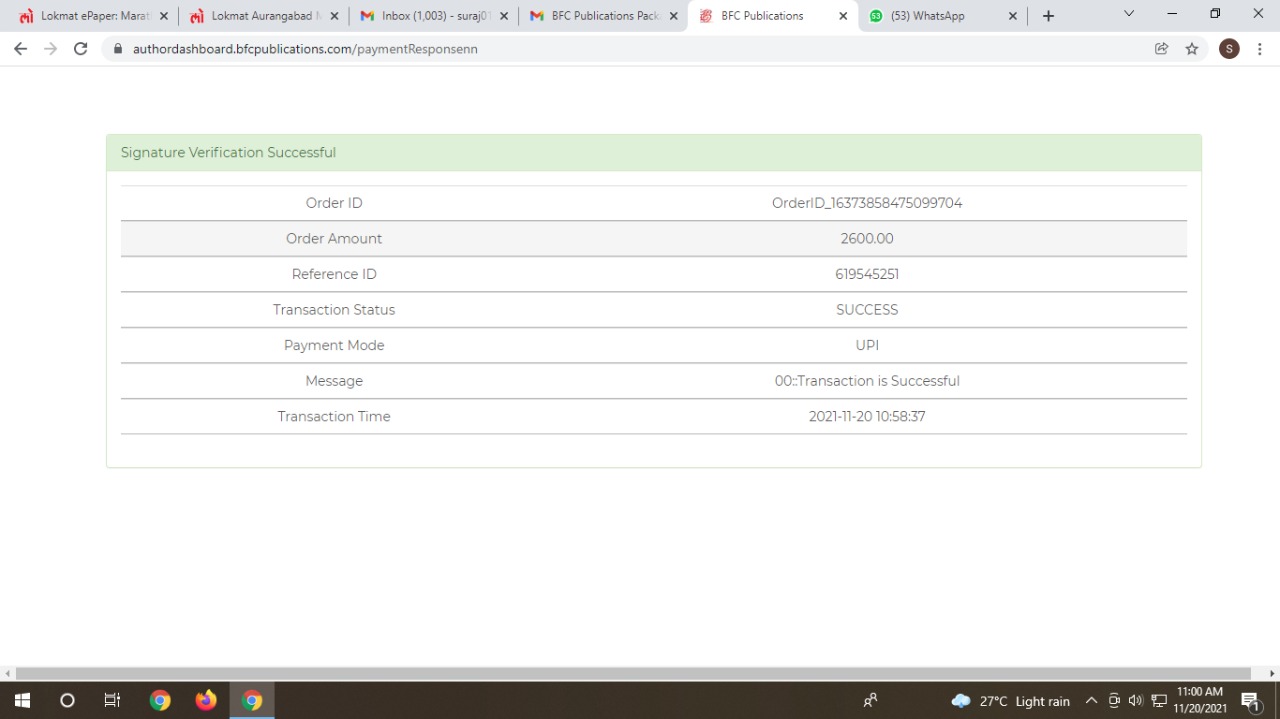 Lokmat ePaper: Marat
Lokmat Aurangabad
Inbox (1,003) - suraj01
BFC Publications Pack
BFC Publications
53
(53) WhatsApp
authordashboard.bfcpublications.com/paymentResponsenn
S
Signature Verification Successful
Order ID OrderID_16373858475099704
Order Amount 2600.00
Reference ID 619545251
Transaction Status SUCCESS
Payment Mode UPI
Message 00::Transaction is Successful
Transaction Time 2021-11-20 10:58:37
27°C Light rain
11:00 AM
11/20/2021
1